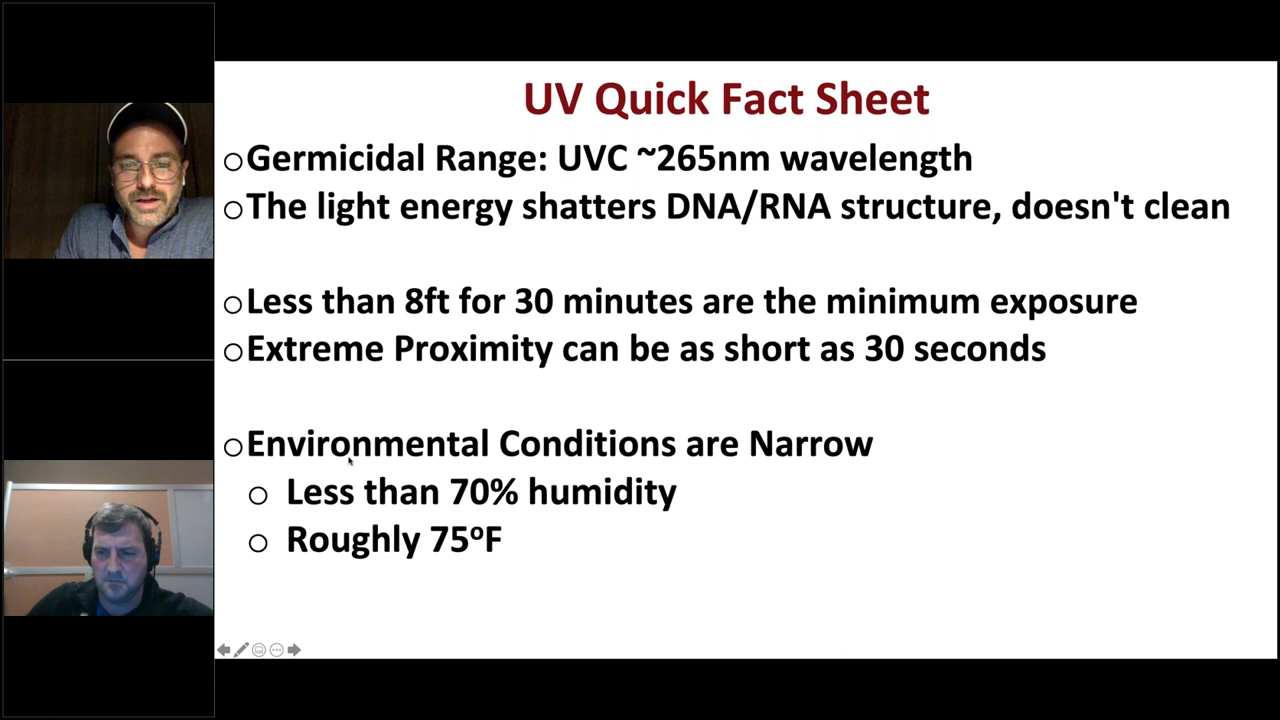 UV Quick Fact Sheet
Germicidal Range: UVC ~265nm wavelength
The light energy shatters DNA/RNA structure, doesn't clean
Less than 8ft for 30 minutes are the minimum exposure
Extreme Proximity can be as short as 30 seconds
Environmental Conditions are Narrow
Less than 70% humidity
Roughly 75ºF